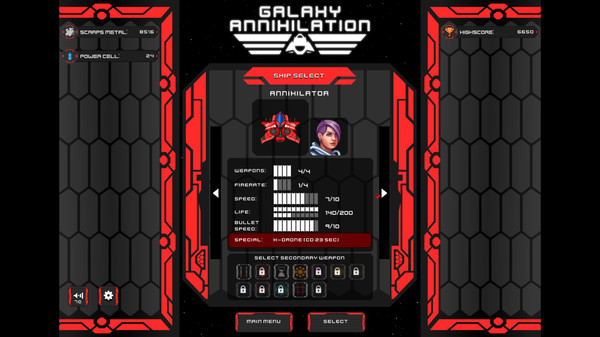 GALAXY
ANNIHILATION
SCRAPS METAL: 8516
POWER CELL: 24
HIGHSCORE: 6650
SHIP SELECT
ANNIHILATOR
WEAPONS: 4/4
FIRERATE: 1/4
SPEED: 7/10
LIFE: 140/200
BULLET SPEED: 9/10
SPECIAL: H-DRONE (CD 23 SEC)
SELECT SECONDARY WEAPON
MAIN MENU
SELECT